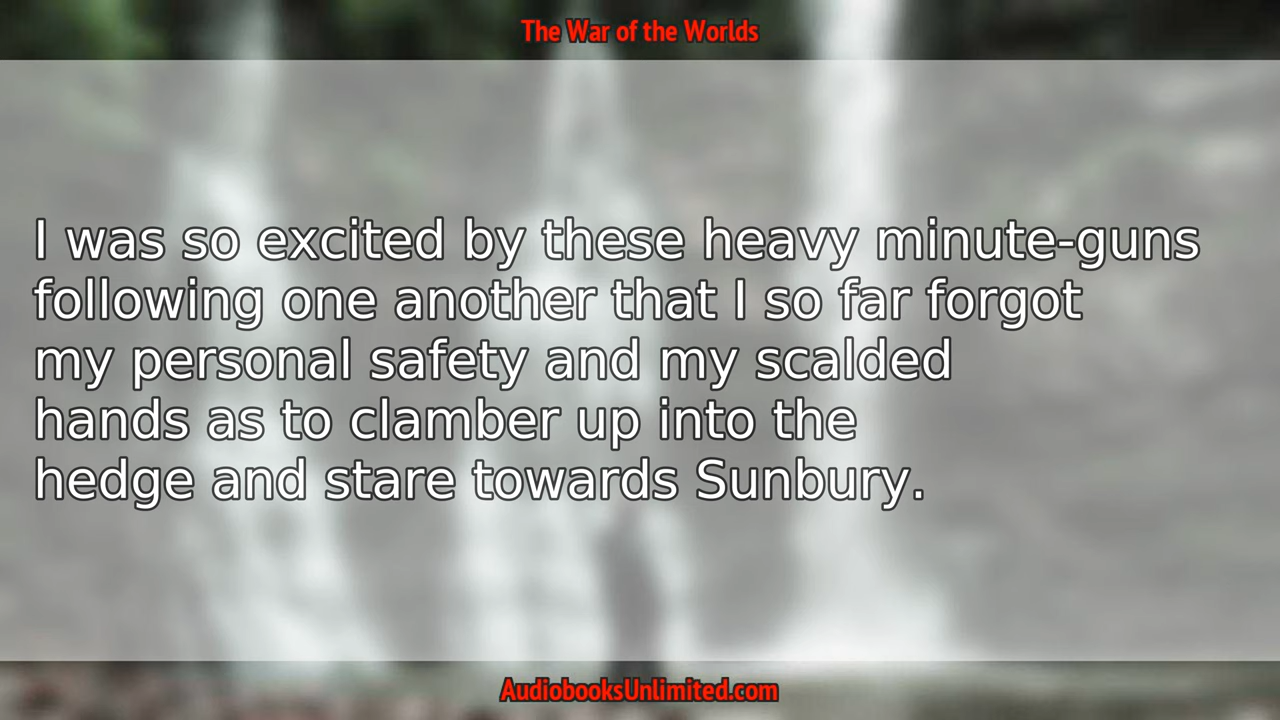 The War of the Worlds
I was so excited by these heavy minute-guns
following one another that I so far forgot
my personal safety and my scalded
hands as to clamber up into the
hedge and stare towards Sunbury.
AudiobooksUnlimited.com